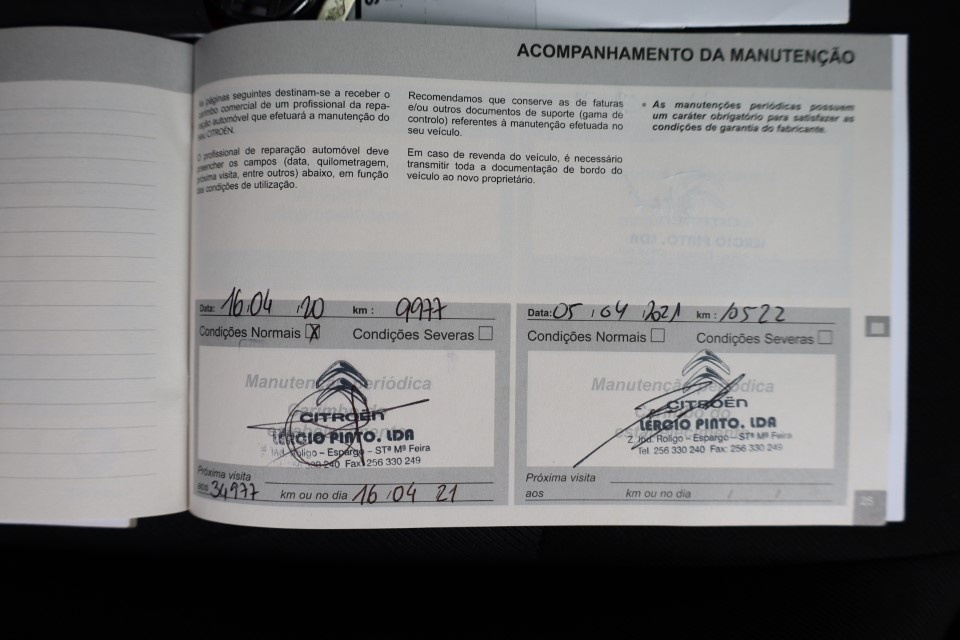 ACOMPANHAMENTO DA MANUTENÇÃO
páginas seguintes destinam-se a receber o
comercial de um profissional da repa-
automóvel que efetuará a manutenção do
CITROËN.
profissional de reparação automóvel deve
os campos (data, quilometragem,
visita, entre outros) abaixo, em função
condições de utilização.
Recomendamos que conserve as de faturas
e/ou outros documentos de suporte (gama de
controlo) referentes à manutenção efetuada no
seu veículo.
Em caso de revenda do veículo, é necessário
transmitir toda a documentação de bordo do
veículo ao novo proprietário.
As manutenções periódicas possuem
um caráter obrigatório para satisfazer as
condições de garantia do fabricante.
Data: 16 04 20 km : 9977
Condições Normais X Condições Severas
Manutenção periódica
Carimbo do
CITROËN
LÉRGIO PINTO. LDA
Roligo – Espargo – STª Mª Feira
330 240 Fax: 256 330 249
Próxima visita
aos 34977 km ou no dia 16 04 21
Data: 05 / 04 / 2021 km : 10522
Condições Normais Condições Severas
Manutenção periódica
Carimbo do
CITROËN
LÉRGIO PINTO. LDA
Z. Ind. Roligo – Espargo – STª Mª Feira
Tel. 256 330 240 Fax: 256 330 249
Próxima visita
aos km ou no dia / /
25